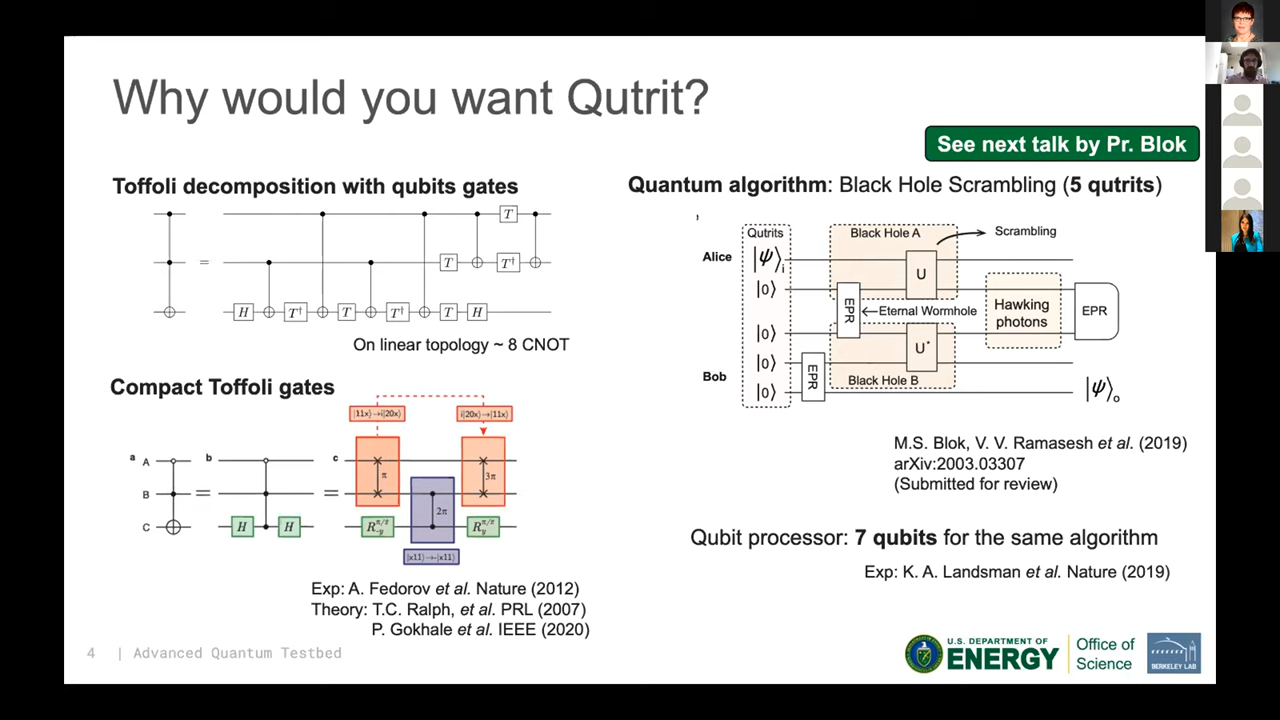 Why would you want Qutrit?
See next talk by Pr. Blok
Toffoli decomposition with qubits gates
T
= T T†
H T† T T† T H
On linear topology ~ 8 CNOT
Compact Toffoli gates
|11x⟩→i|20x⟩ i|20x⟩→|11x⟩
a A b c
π 3π
B = =
2π
C H H
|x11⟩→-|x11⟩
Exp: A. Fedorov et al. Nature (2012)
Theory: T.C. Ralph, et al. PRL (2007)
P. Gokhale et al. IEEE (2020)
Quantum algorithm: Black Hole Scrambling (5 qutrits)
Qutrits Black Hole A Scrambling
Alice |ψ⟩i
U
|0⟩
EPR Eternal Wormhole Hawking photons EPR
|0⟩
U*
|0⟩
Bob EPR Black Hole B
|0⟩ |ψ⟩o
M.S. Blok, V. V. Ramasesh et al. (2019)
arXiv:2003.03307
(Submitted for review)
Qubit processor: 7 qubits for the same algorithm
Exp: K. A. Landsman et al. Nature (2019)
4 | Advanced Quantum Testbed
U.S. DEPARTMENT OF
ENERGY
Office of
Science
BERKELEY LAB